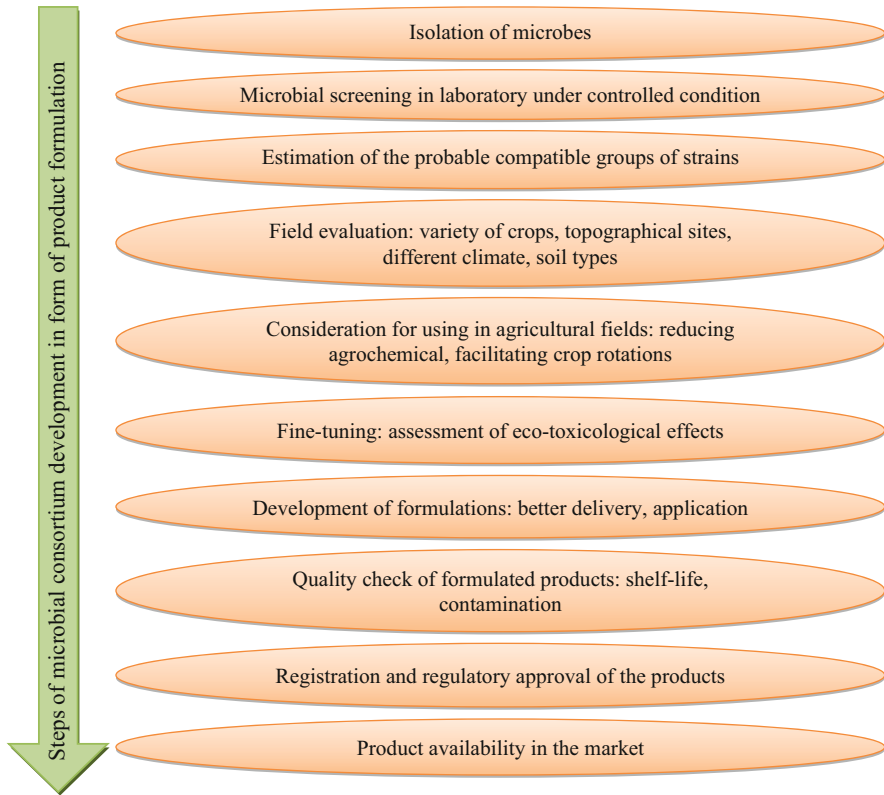 Steps of microbial consortium development in form of product formulation
Isolation of microbes
Microbial screening in laboratory under controlled condition
Estimation of the probable compatible groups of strains
Field evaluation: variety of crops, topographical sites,
different climate, soil types
Consideration for using in agricultural fields: reducing
agrochemical, facilitating crop rotations
Fine-tuning: assessment of eco-toxicological effects
Development of formulations: better delivery, application
Quality check of formulated products: shelf-life,
contamination
Registration and regulatory approval of the products
Product availability in the market